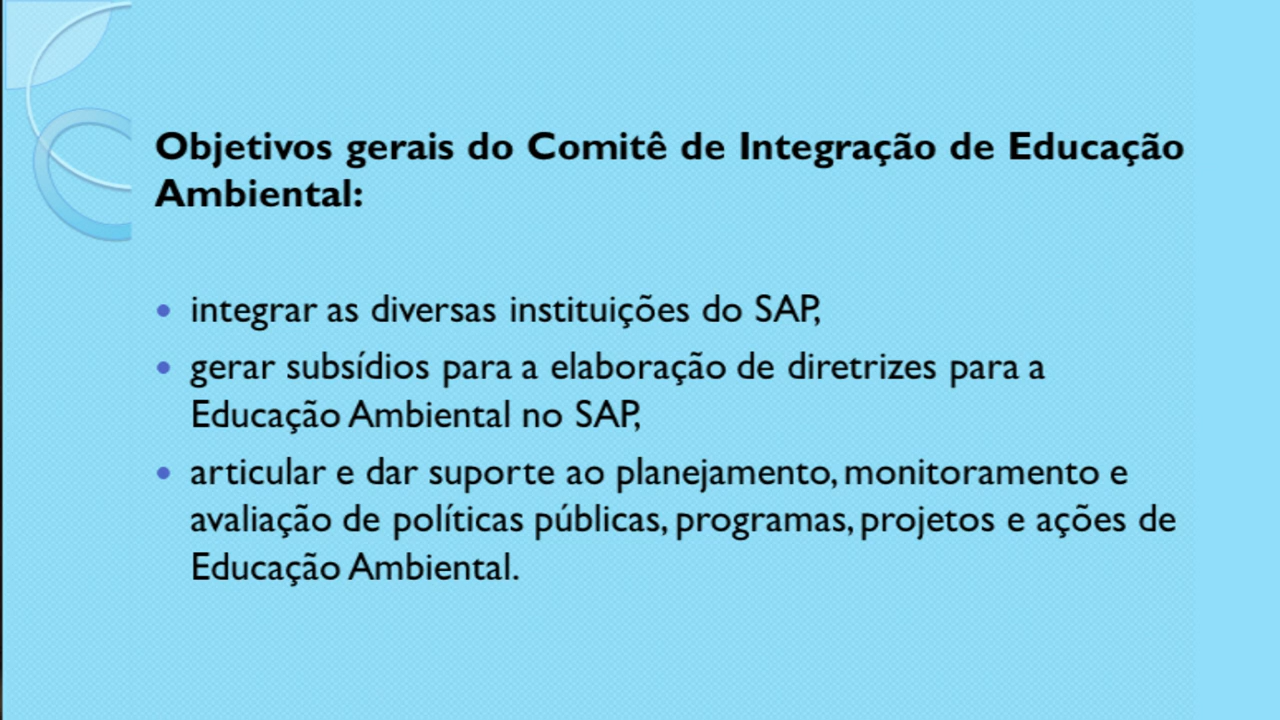 Objetivos gerais do Comitê de Integração de Educação
Ambiental:
• integrar as diversas instituições do SAP,
• gerar subsídios para a elaboração de diretrizes para a
Educação Ambiental no SAP,
• articular e dar suporte ao planejamento, monitoramento e
avaliação de políticas públicas, programas, projetos e ações de
Educação Ambiental.